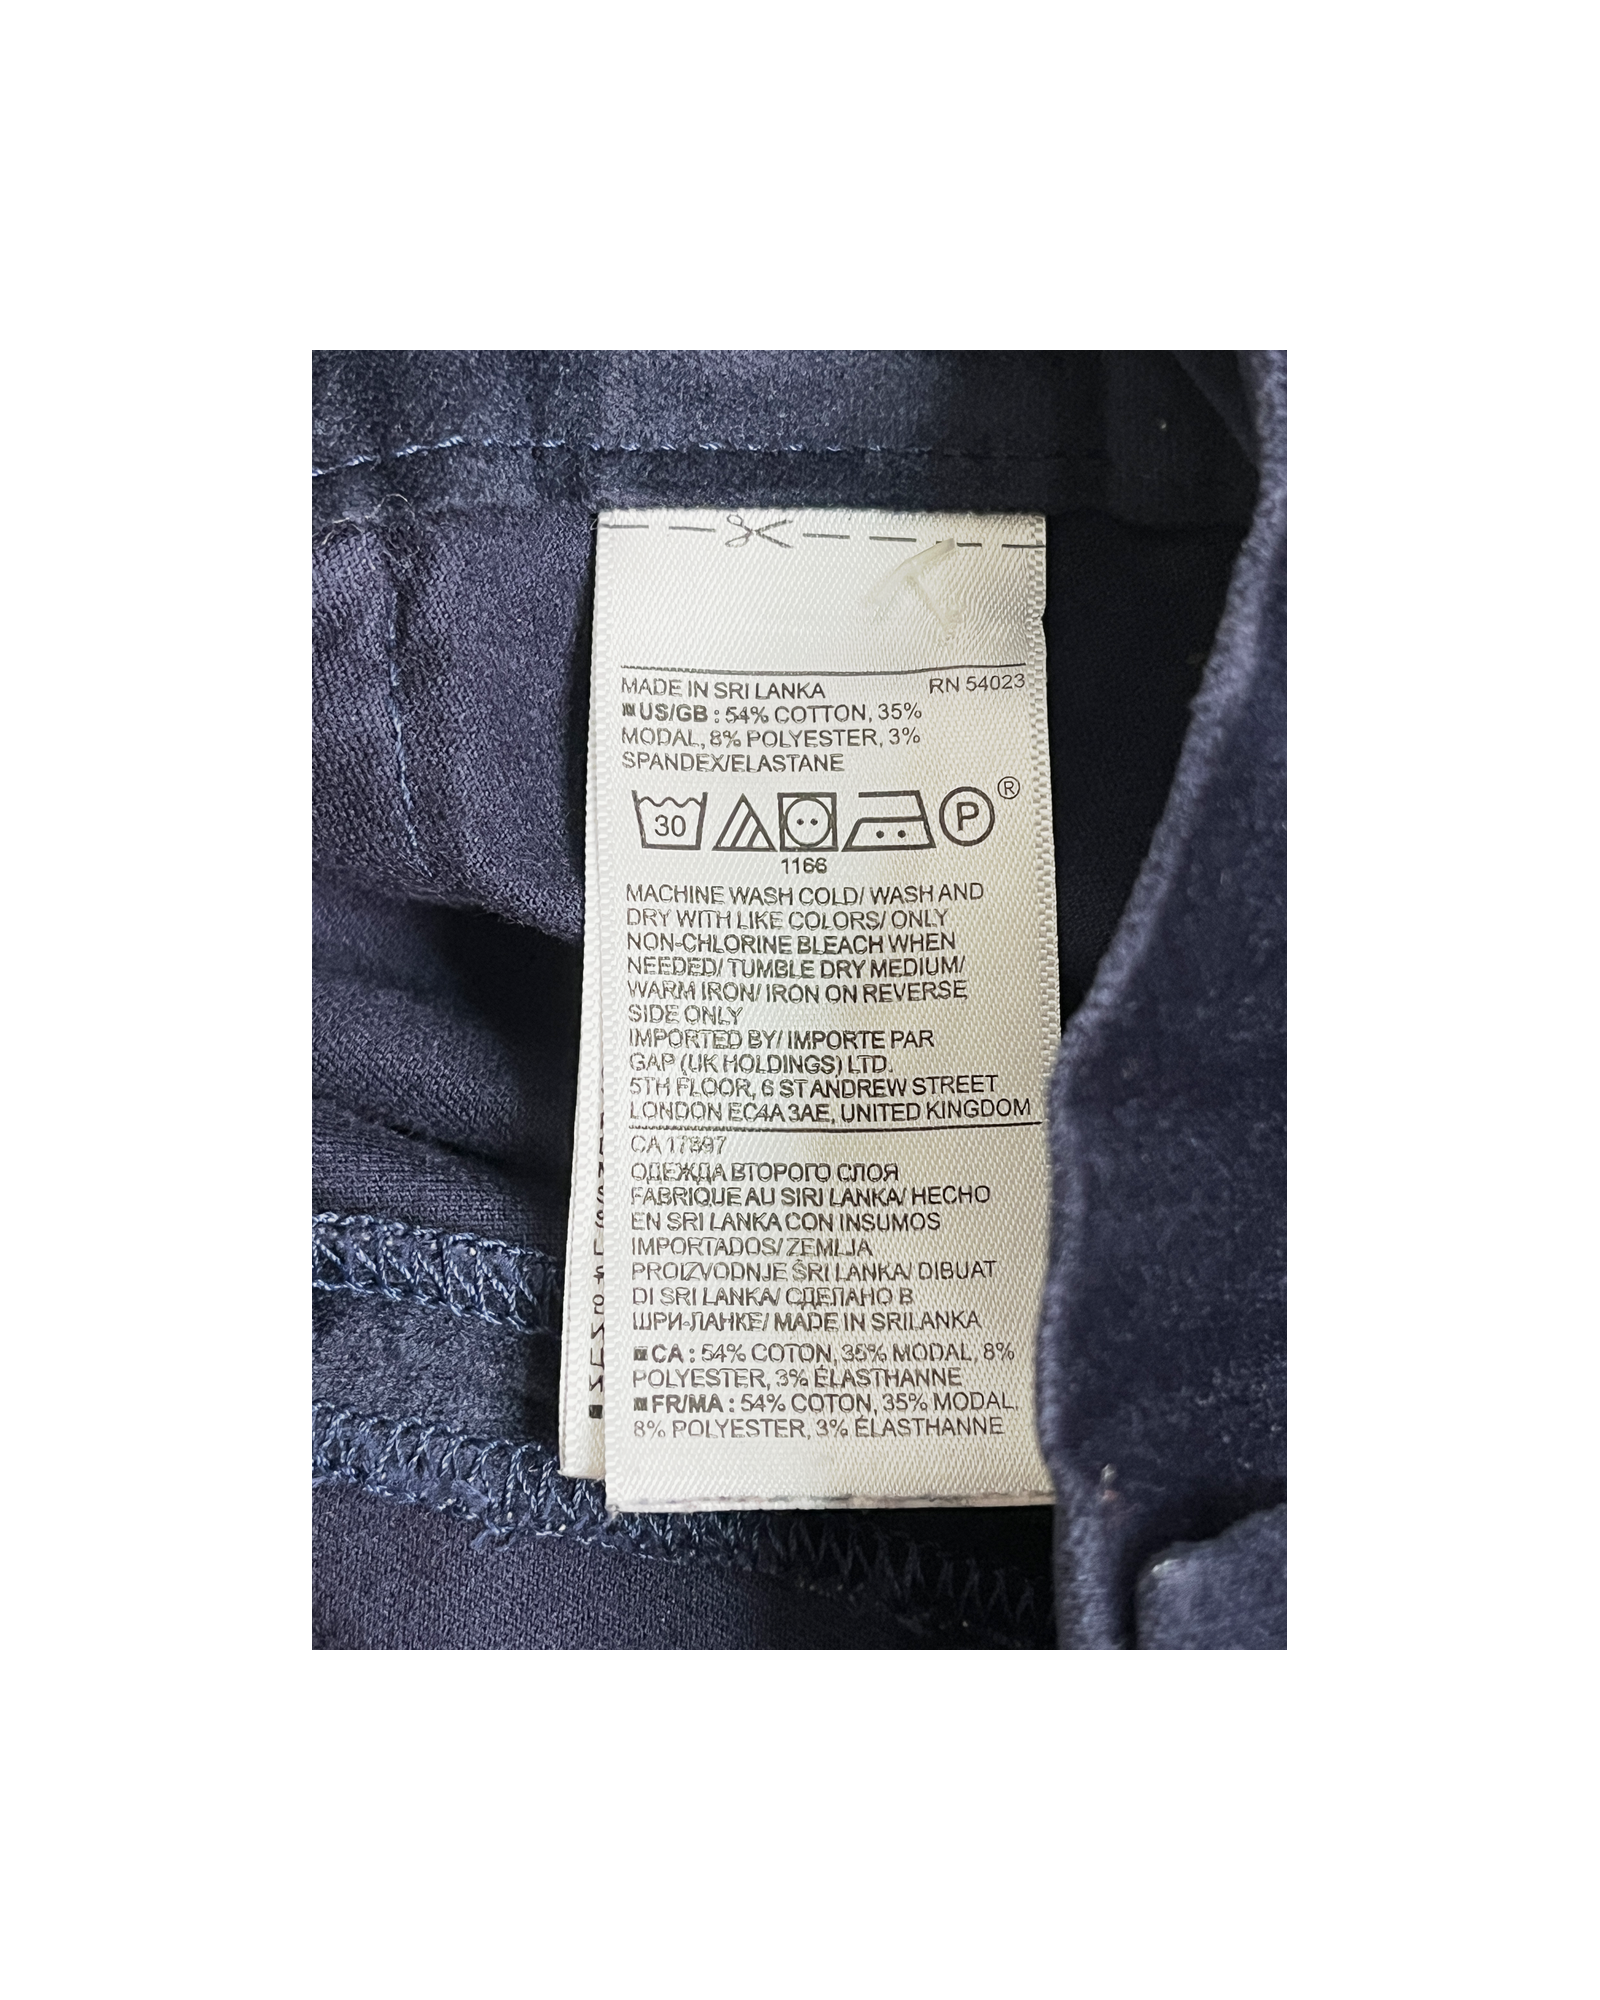 MADE IN SRI LANKA RN 54023
US/GB : 54% COTTON, 35%
MODAL, 8% POLYESTER, 3%
SPANDEX/ELASTANE
30 P ®
1166
MACHINE WASH COLD/ WASH AND
DRY WITH LIKE COLORS/ ONLY
NON-CHLORINE BLEACH WHEN
NEEDED/ TUMBLE DRY MEDIUM/
WARM IRON/ IRON ON REVERSE
SIDE ONLY
IMPORTED BY/ IMPORTE PAR
GAP (UK HOLDINGS) LTD.
5TH FLOOR, 6 ST ANDREW STREET
LONDON EC4A 3AE, UNITED KINGDOM
CA 17897
ОДЕЖДА ВТОРОГО СЛОЯ
FABRIQUE AU SIRI LANKA/ HECHO
EN SRI LANKA CON INSUMOS
IMPORTADOS/ ZEMLJA
PROIZVODNJE ŠRI LANKA/ DIBUAT
DI SRI LANKA/ СДЕЛАНО В
ШРИ-ЛАНКЕ/ MADE IN SRILANKA
CA : 54% COTON, 35% MODAL, 8%
POLYESTER, 3% ÉLASTHANNE
FR/MA : 54% COTON, 35% MODAL,
8% POLYESTER, 3% ÉLASTHANNE